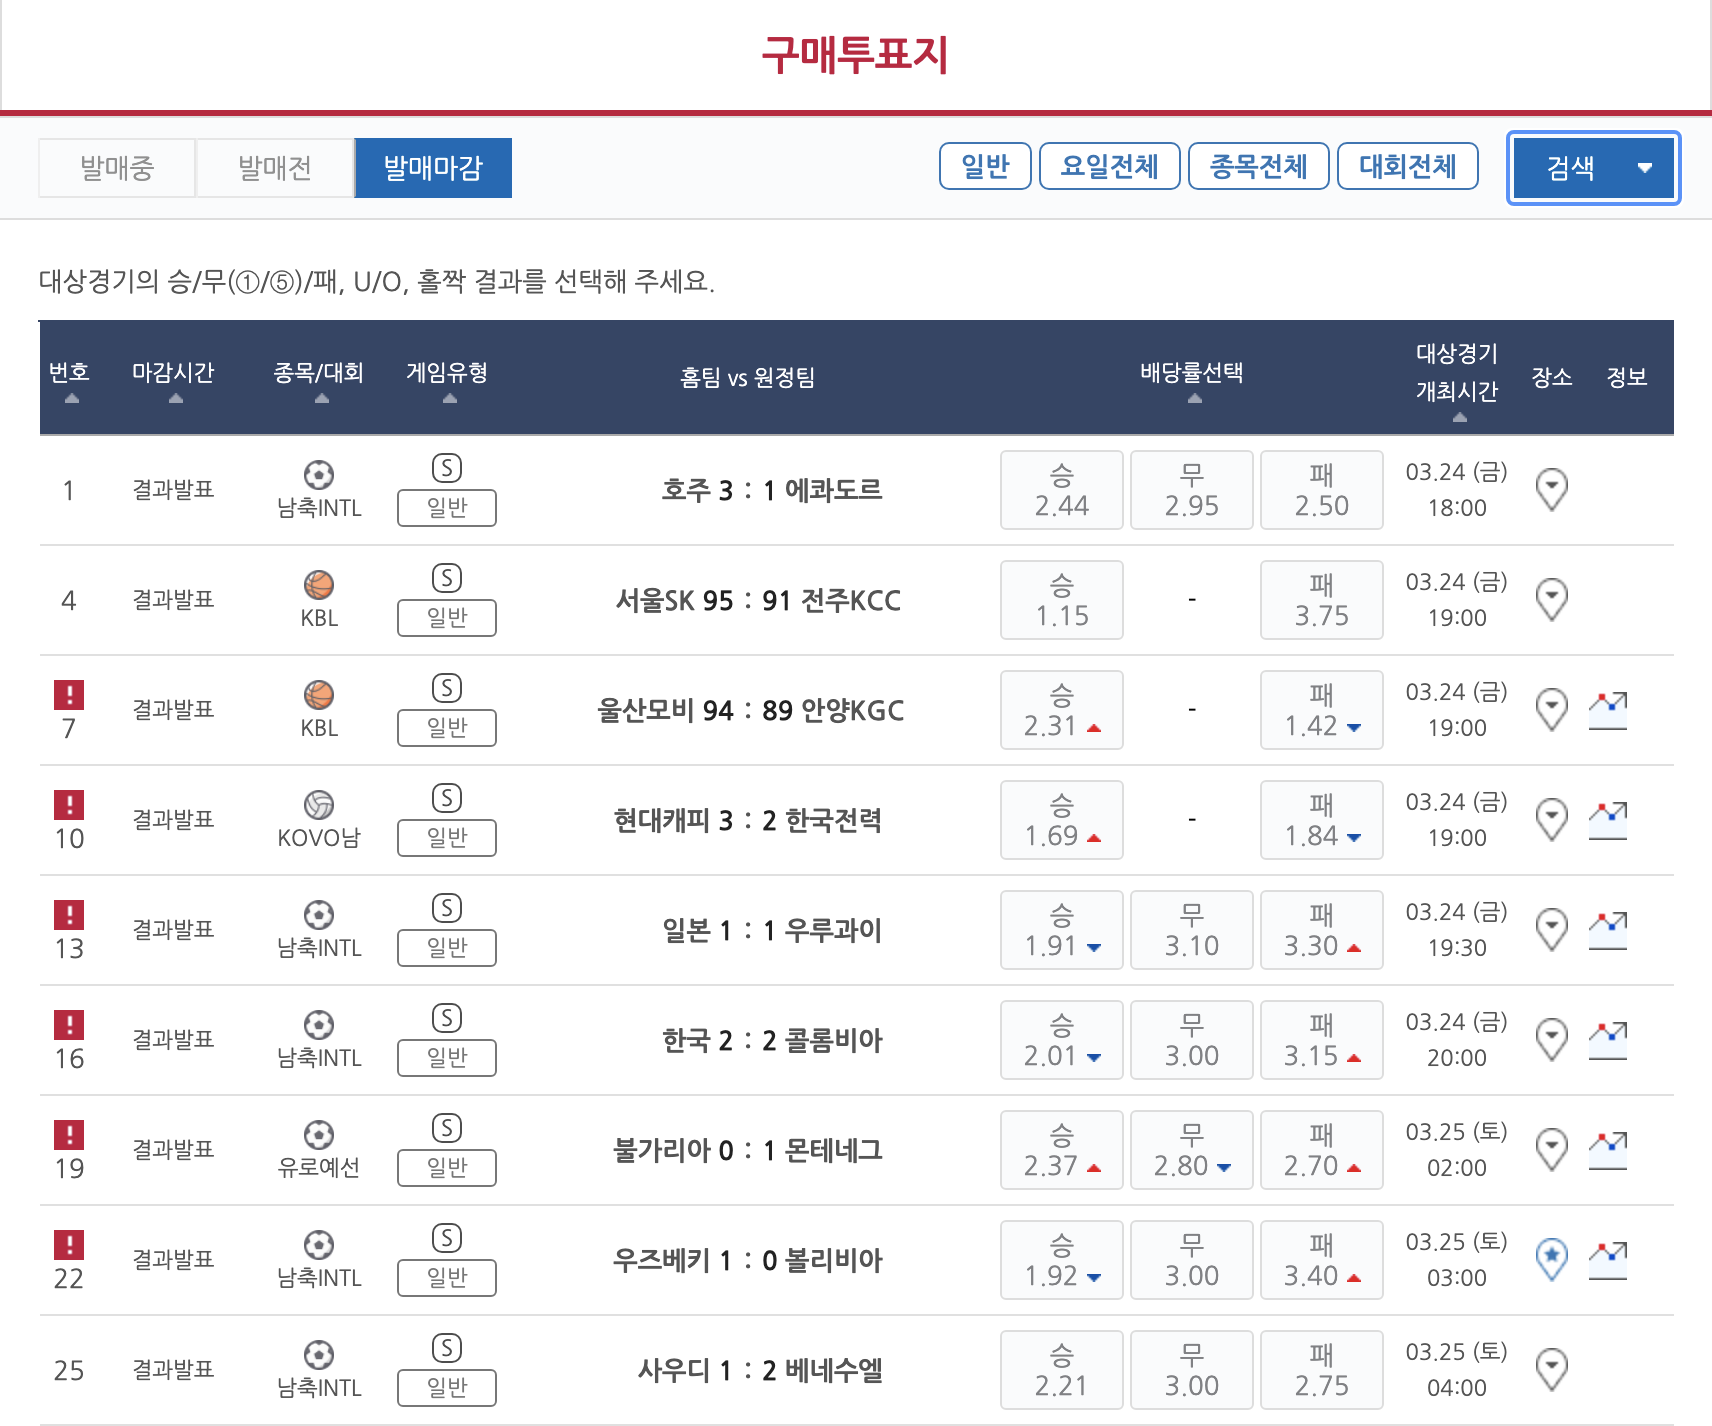 구매투표지
발매중 발매전 발매마감 일반 요일전체 종목전체 대회전체 검색
대상경기의 승/무(①/⑤)/패, U/O, 홀짝 결과를 선택해 주세요.
번호 마감시간 종목/대회 게임유형 홈팀 vs 원정팀 배당률선택 대상경기 개최시간 장소 정보
1 결과발표 남축INTL S 일반 호주 3 : 1 에콰도르 승 2.44 무 2.95 패 2.50 03.24 (금) 18:00
4 결과발표 KBL S 일반 서울SK 95 : 91 전주KCC 승 1.15 - 패 3.75 03.24 (금) 19:00
! 7 결과발표 KBL S 일반 울산모비 94 : 89 안양KGC 승 2.31 - 패 1.42 03.24 (금) 19:00
! 10 결과발표 KOVO남 S 일반 현대캐피 3 : 2 한국전력 승 1.69 - 패 1.84 03.24 (금) 19:00
! 13 결과발표 남축INTL S 일반 일본 1 : 1 우루과이 승 1.91 무 3.10 패 3.30 03.24 (금) 19:30
! 16 결과발표 남축INTL S 일반 한국 2 : 2 콜롬비아 승 2.01 무 3.00 패 3.15 03.24 (금) 20:00
! 19 결과발표 유로예선 S 일반 불가리아 0 : 1 몬테네그 승 2.37 무 2.80 패 2.70 03.25 (토) 02:00
! 22 결과발표 남축INTL S 일반 우즈베키 1 : 0 볼리비아 승 1.92 무 3.00 패 3.40 03.25 (토) 03:00
25 결과발표 남축INTL S 일반 사우디 1 : 2 베네수엘 승 2.21 무 3.00 패 2.75 03.25 (토) 04:00